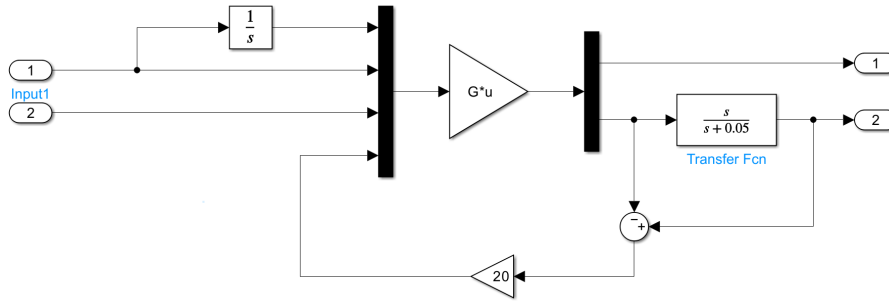 1
s
1
Input1
2
G*u
1
s
s + 0.05
2
Transfer Fcn
−
+
20